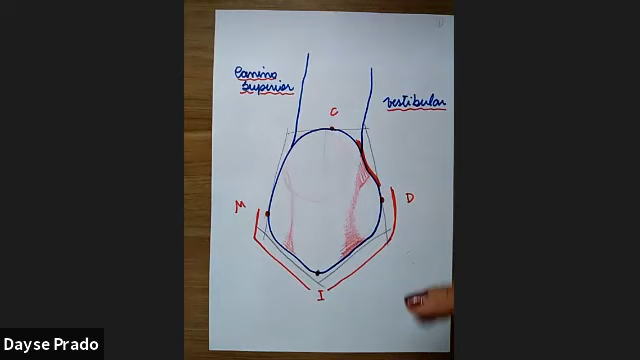 Canino
Superior
Vestibular
C
M
D
I
Dayse Prado